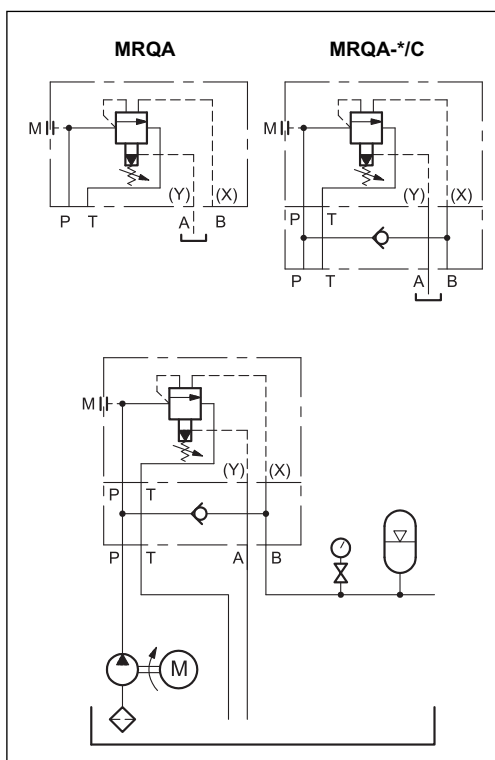 MRQA
MRQA-*/C
M
(Y) (X)
P T A B
M
(Y) (X)
P T
P T A B
M
(Y) (X)
P T
P T A B
M